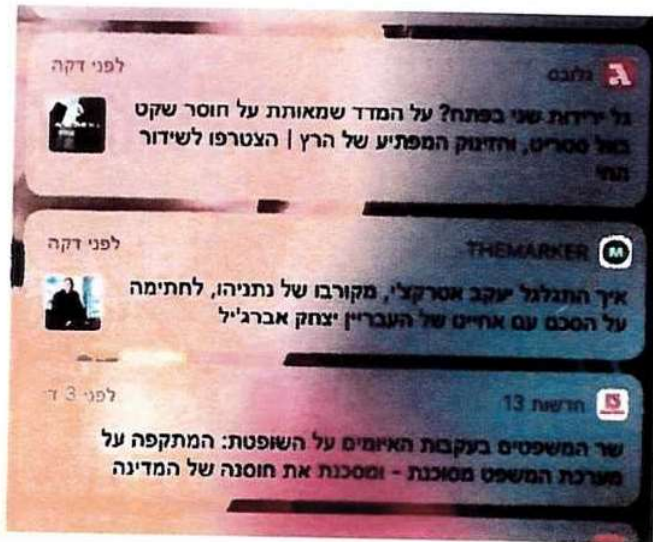 גלובס
לפני דקה
גל ירידות שני בפתח? על המדד שמאותת על חוסר שקט
בוול סטריט, והזינוק המפתיע של הרץ | הצטרפו לשידור
החי
THEMARKER
לפני דקה
איך התגלגל יעקב אטרקצ'י, מקורבו של נתניהו, לחתימה
על הסכם עם אחיינו של העבריין יצחק אברג'יל
חדשות 13
לפני 3 ד
שר המשפטים בעקבות האיומים על השופטת: המתקפה על
מערכת המשפט מסוכנת - ומסכנת את חוסנה של המדינה